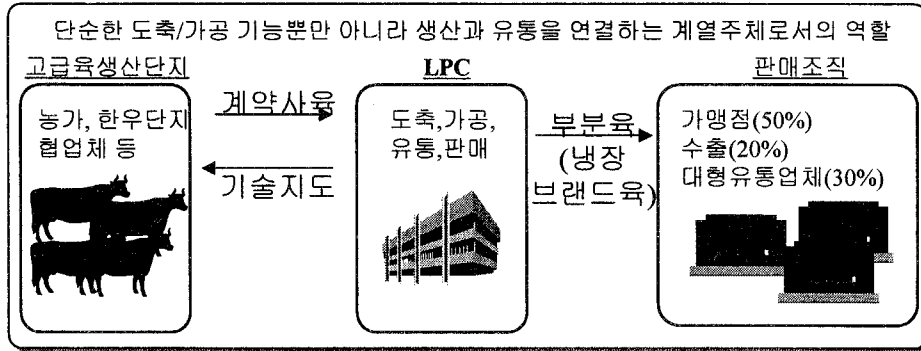 단순한 도축/가공 기능뿐만 아니라 생산과 유통을 연결하는 계열주체로서의 역할
고급육생산단지
농가, 한우단지
협업체 등
계약사육
기술지도
LPC
도축,가공,
유통,판매
부분육
(냉장
브랜드육)
판매조직
가맹점(50%)
수출(20%)
대형유통업체(30%)